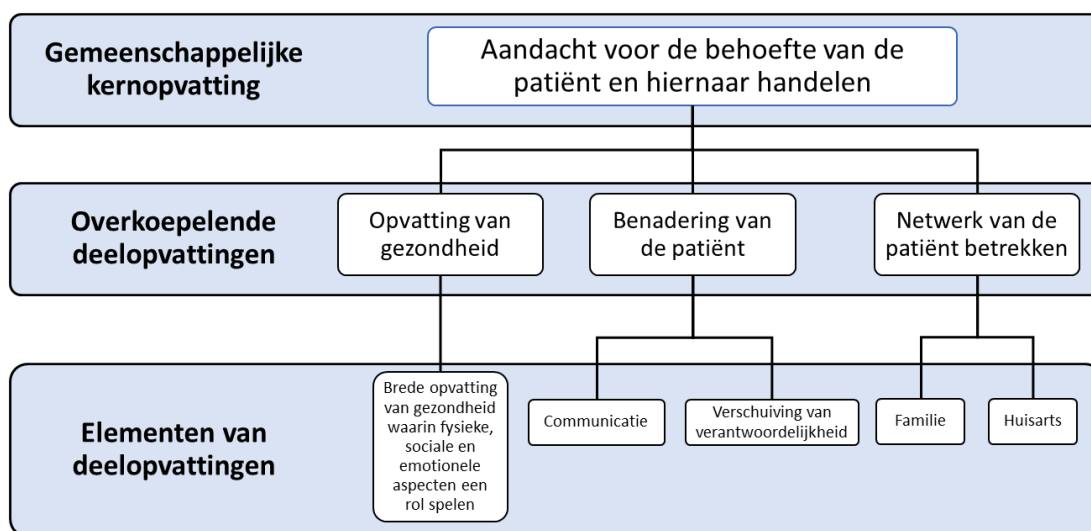 Gemeenschappelijke
kernopvatting
Aandacht voor de behoefte van de
patiënt en hiernaar handelen
Overkoepelende
deelopvattingen
Opvatting van
gezondheid
Benadering van
de patiënt
Netwerk van de
patiënt betrekken
Elementen van
deelopvattingen
Brede opvatting
van gezondheid
waarin fysieke,
sociale en
emotionele
aspecten een
rol spelen
Communicatie
Verschuiving van
verantwoordelijkheid
Familie
Huisarts